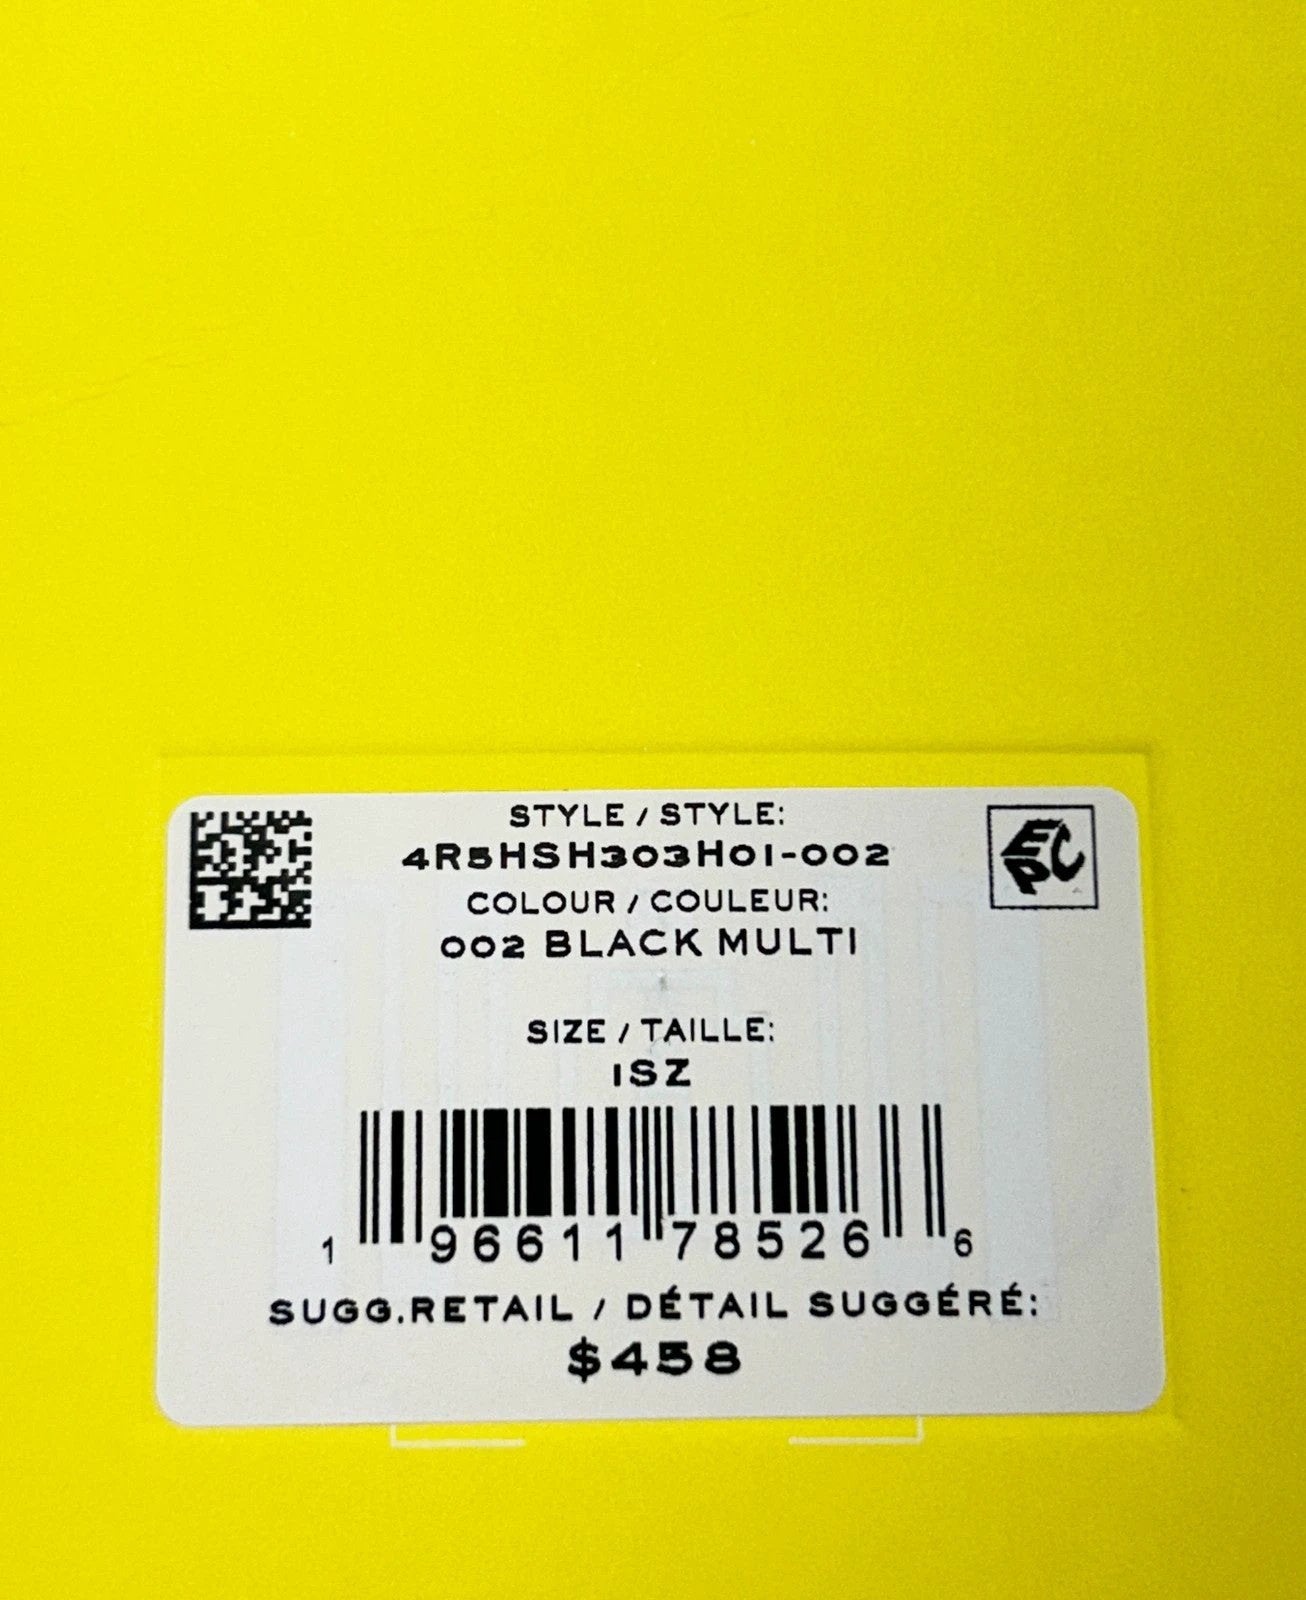 STYLE / STYLE:
4R5HSH303H01-002
EPC
COLOUR / COULEUR:
002 BLACK MULTI
SIZE / TAILLE:
1SZ
1 96611 78526 6
SUGG.RETAIL / DÉTAIL SUGGÉRÉ:
$458